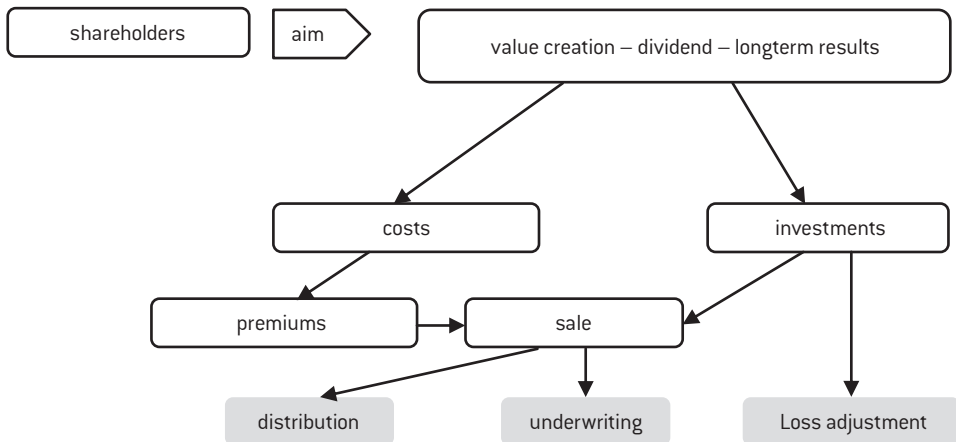 shareholders
aim
value creation – dividend – longterm results
costs
investments
premiums
sale
distribution
underwriting
Loss adjustment